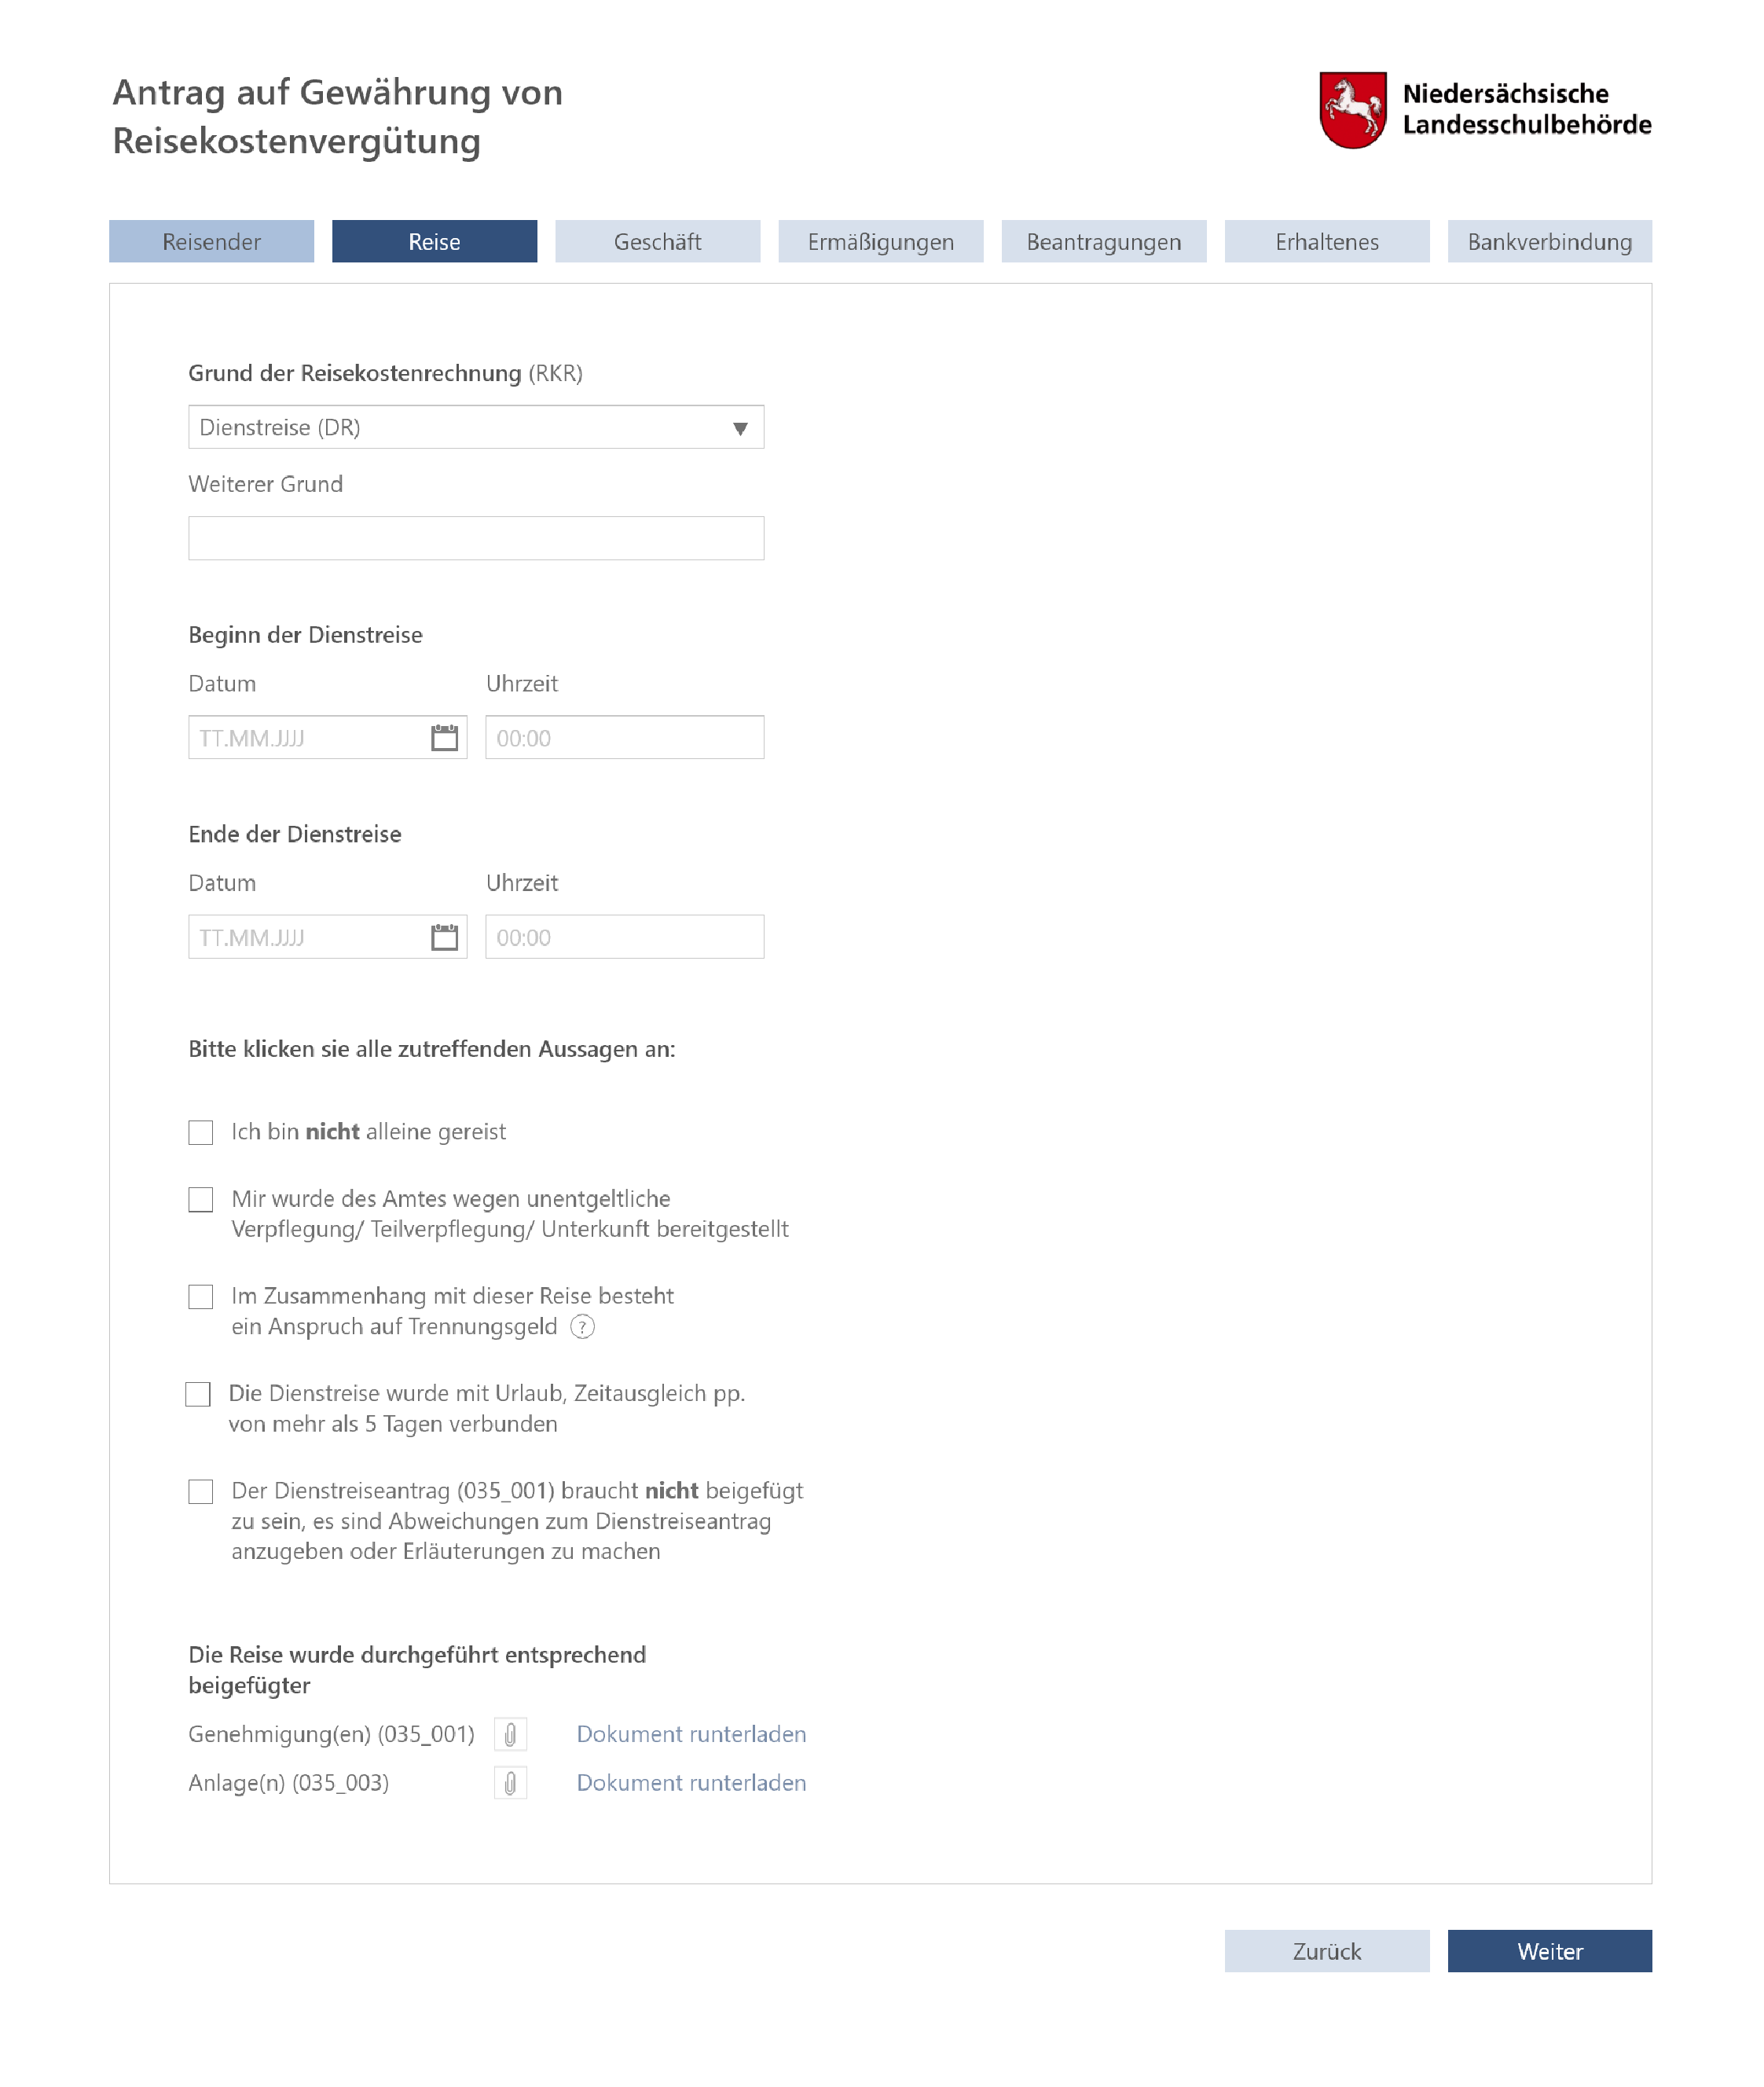 Antrag auf Gewährung von
Reisekostenvergütung
Niedersächsische
Landesschulbehörde
Reisender
Reise
Geschäft
Ermäßigungen
Beantragungen
Erhaltenes
Bankverbindung
Grund der Reisekostenrechnung (RKR)
Dienstreise (DR)
Weiterer Grund
Beginn der Dienstreise
Datum
Uhrzeit
TT.MM.JJJJ
00:00
Ende der Dienstreise
Datum
Uhrzeit
TT.MM.JJJJ
00:00
Bitte klicken sie alle zutreffenden Aussagen an:
Ich bin nicht alleine gereist
Mir wurde des Amtes wegen unentgeltliche
Verpflegung/ Teilverpflegung/ Unterkunft bereitgestellt
Im Zusammenhang mit dieser Reise besteht
ein Anspruch auf Trennungsgeld ?
Die Dienstreise wurde mit Urlaub, Zeitausgleich pp.
von mehr als 5 Tagen verbunden
Der Dienstreiseantrag (035_001) braucht nicht beigefügt
zu sein, es sind Abweichungen zum Dienstreiseantrag
anzugeben oder Erläuterungen zu machen
Die Reise wurde durchgeführt entsprechend
beigefügter
Genehmigung(en) (035_001)
Dokument runterladen
Anlage(n) (035_003)
Dokument runterladen
Zurück
Weiter